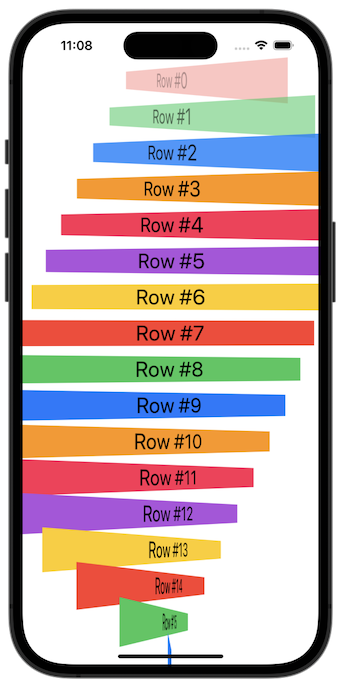 11:08
Row #0
Row #1
Row #2
Row #3
Row #4
Row #5
Row #6
Row #7
Row #8
Row #9
Row #10
Row #11
Row #12
Row #13
Row #14
Row #15